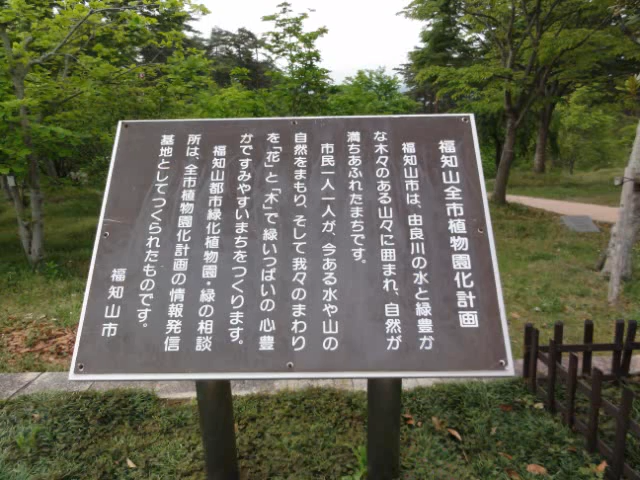 福知山全市植物園化計画
福知山市は、由良川の水と緑豊か
な木々のある山々に囲まれ、自然が
満ちあふれたまちです。
市民一人一人が、今ある水や山の
自然をまもり、そして我々のまわり
を「花」と「木」で緑いっぱいの心豊
かですみやすいまちをつくります。
福知山都市緑化植物園・緑の相談
所は、全市植物園化計画の情報発信
基地としてつくられたものです。
福知山市